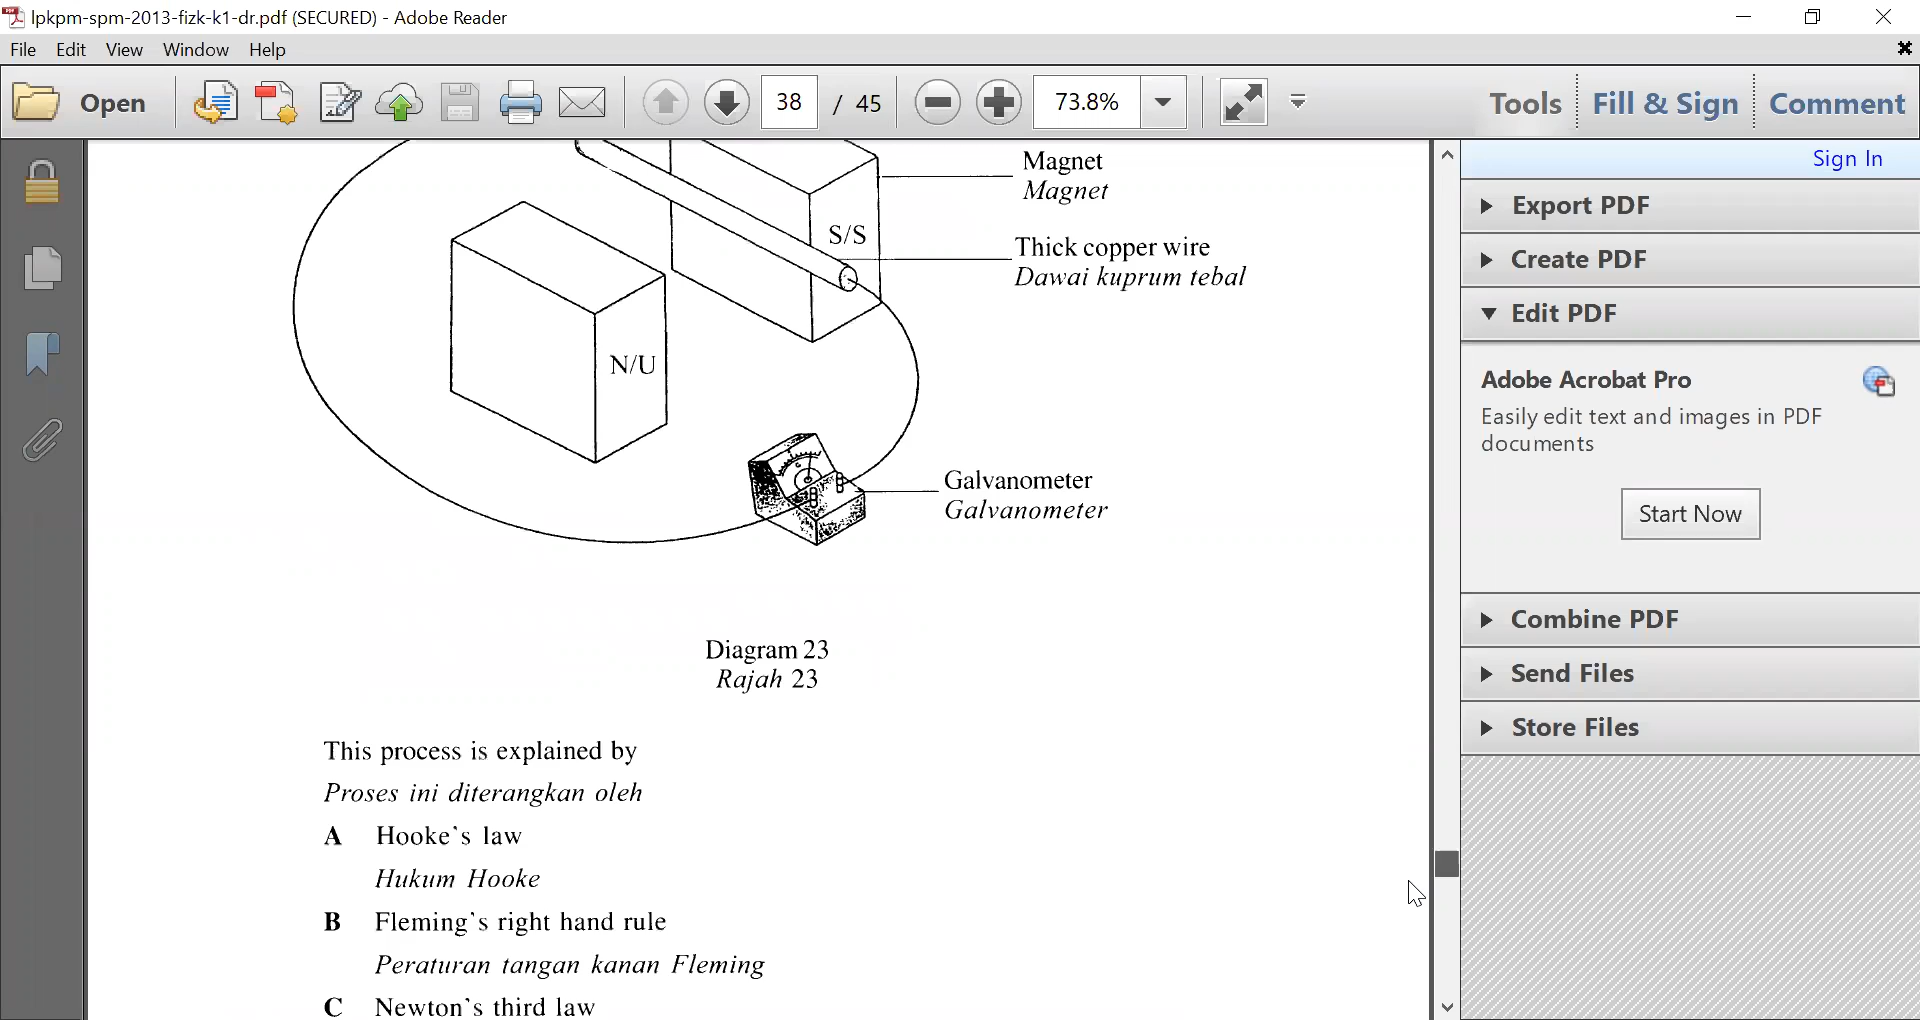 lpkpm-spm-2013-fizk-k1-dr.pdf (SECURED) - Adobe Reader
File Edit View Window Help
Open 38 / 45 73.8% Tools Fill & Sign Comment
Sign In
Export PDF
Create PDF
Edit PDF
Adobe Acrobat Pro
Easily edit text and images in PDF
documents
Start Now
Combine PDF
Send Files
Store Files
Magnet
Magnet
S/S
Thick copper wire
Dawai kuprum tebal
N/U
Galvanometer
Galvanometer
Diagram 23
Rajah 23
This process is explained by
Proses ini diterangkan oleh
A Hooke's law
Hukum Hooke
B Fleming's right hand rule
Peraturan tangan kanan Fleming
C Newton's third law